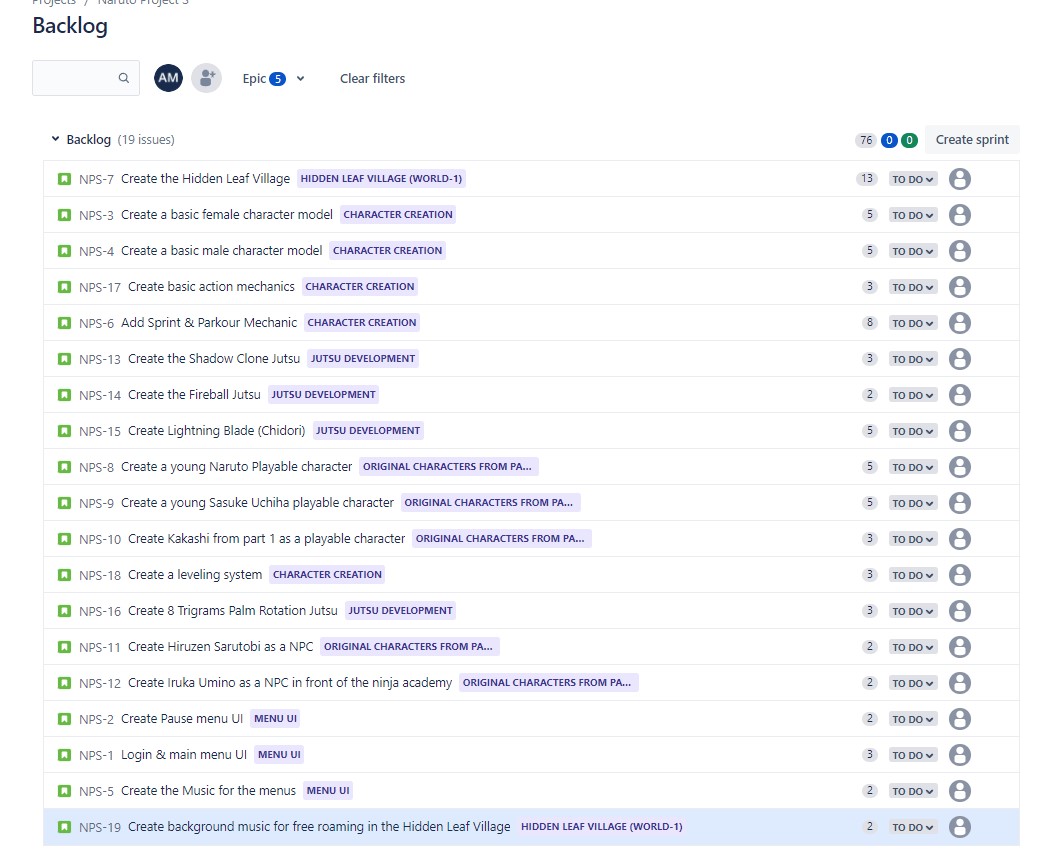 Projects / Naruto Project 3
Backlog
AM Epic 5 Clear filters
Backlog (19 issues) 76 0 0 Create sprint
NPS-7 Create the Hidden Leaf Village HIDDEN LEAF VILLAGE (WORLD-1) 13 TO DO
NPS-3 Create a basic female character model CHARACTER CREATION 5 TO DO
NPS-4 Create a basic male character model CHARACTER CREATION 5 TO DO
NPS-17 Create basic action mechanics CHARACTER CREATION 3 TO DO
NPS-6 Add Sprint & Parkour Mechanic CHARACTER CREATION 8 TO DO
NPS-13 Create the Shadow Clone Jutsu JUTSU DEVELOPMENT 3 TO DO
NPS-14 Create the Fireball Jutsu JUTSU DEVELOPMENT 2 TO DO
NPS-15 Create Lightning Blade (Chidori) JUTSU DEVELOPMENT 5 TO DO
NPS-8 Create a young Naruto Playable character ORIGINAL CHARACTERS FROM PA... 5 TO DO
NPS-9 Create a young Sasuke Uchiha playable character ORIGINAL CHARACTERS FROM PA... 5 TO DO
NPS-10 Create Kakashi from part 1 as a playable character ORIGINAL CHARACTERS FROM PA... 3 TO DO
NPS-18 Create a leveling system CHARACTER CREATION 3 TO DO
NPS-16 Create 8 Trigrams Palm Rotation Jutsu JUTSU DEVELOPMENT 3 TO DO
NPS-11 Create Hiruzen Sarutobi as a NPC ORIGINAL CHARACTERS FROM PA... 2 TO DO
NPS-12 Create Iruka Umino as a NPC in front of the ninja academy ORIGINAL CHARACTERS FROM PA... 2 TO DO
NPS-2 Create Pause menu UI MENU UI 2 TO DO
NPS-1 Login & main menu UI MENU UI 3 TO DO
NPS-5 Create the Music for the menus MENU UI 2 TO DO
NPS-19 Create background music for free roaming in the Hidden Leaf Village HIDDEN LEAF VILLAGE (WORLD-1) 2 TO DO